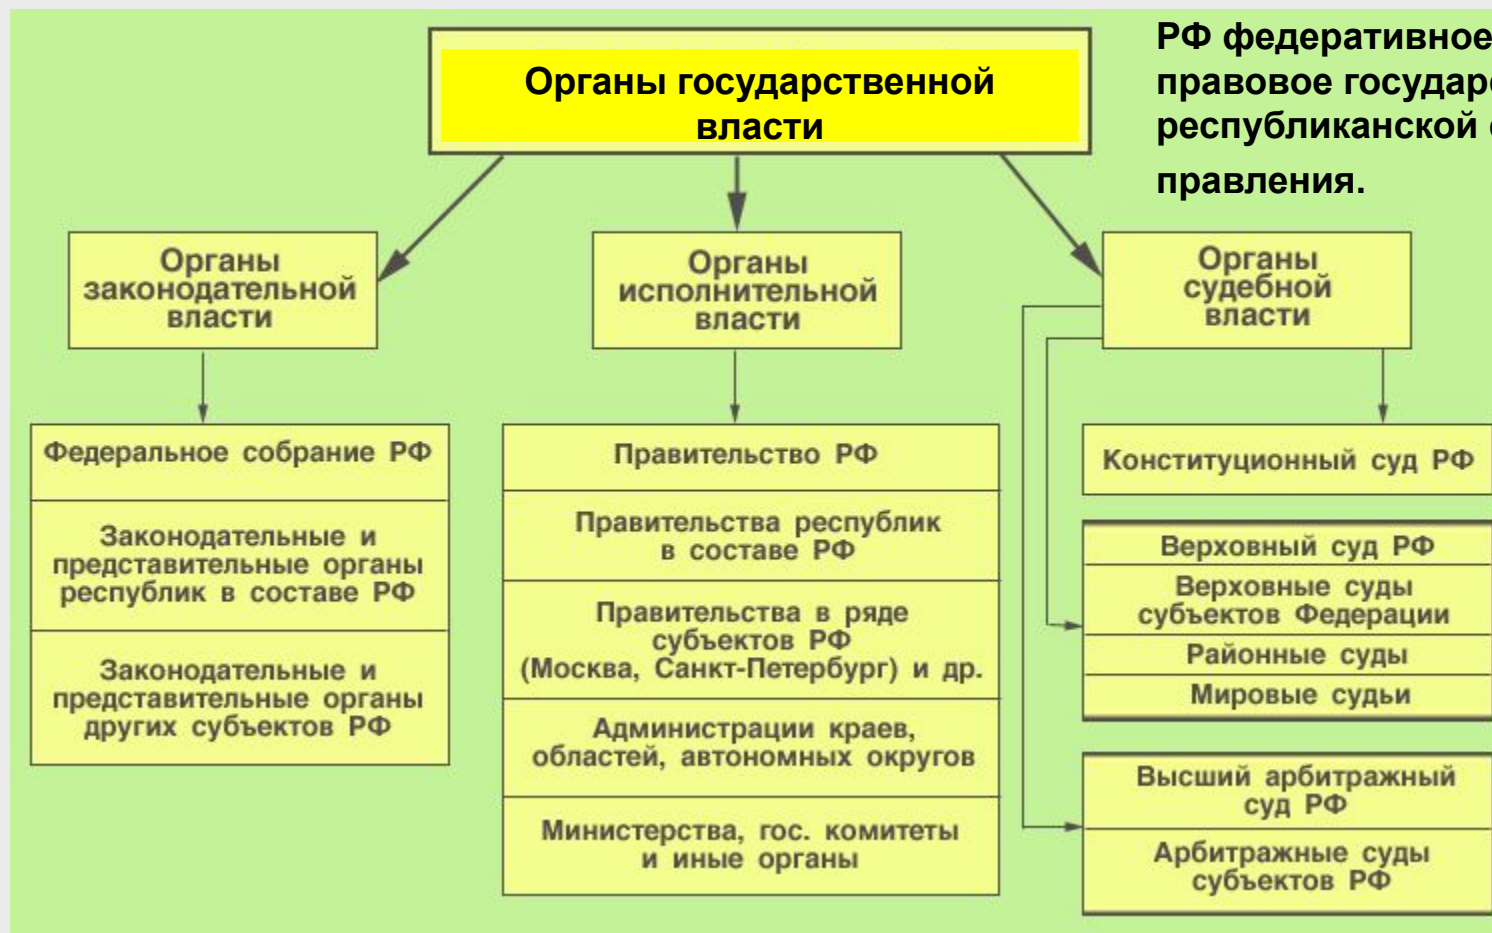 Органы государственной
власти
РФ федеративное
правовое
республиканской
правления.
Органы
законодательной
власти
Федеральное собрание РФ
Законодательные и
представительные органы
республик в составе РФ
Законодательные и
представительные органы
других субъектов РФ
Органы
исполнительной
власти
Правительство РФ
Правительства республик
в составе РФ
Правительства в ряде
субъектов РФ
(Москва, Санкт-Петербург) и др.
Администрации краев,
областей, автономных округов
Министерства, гос. комитеты
и иные органы
Органы
судебной
власти
Конституционный суд РФ
Верховный суд РФ
Верховные суды
субъектов Федерации
Районные суды
Мировые судьи
Высший арбитражный
суд РФ
Арбитражные суды
субъектов РФ